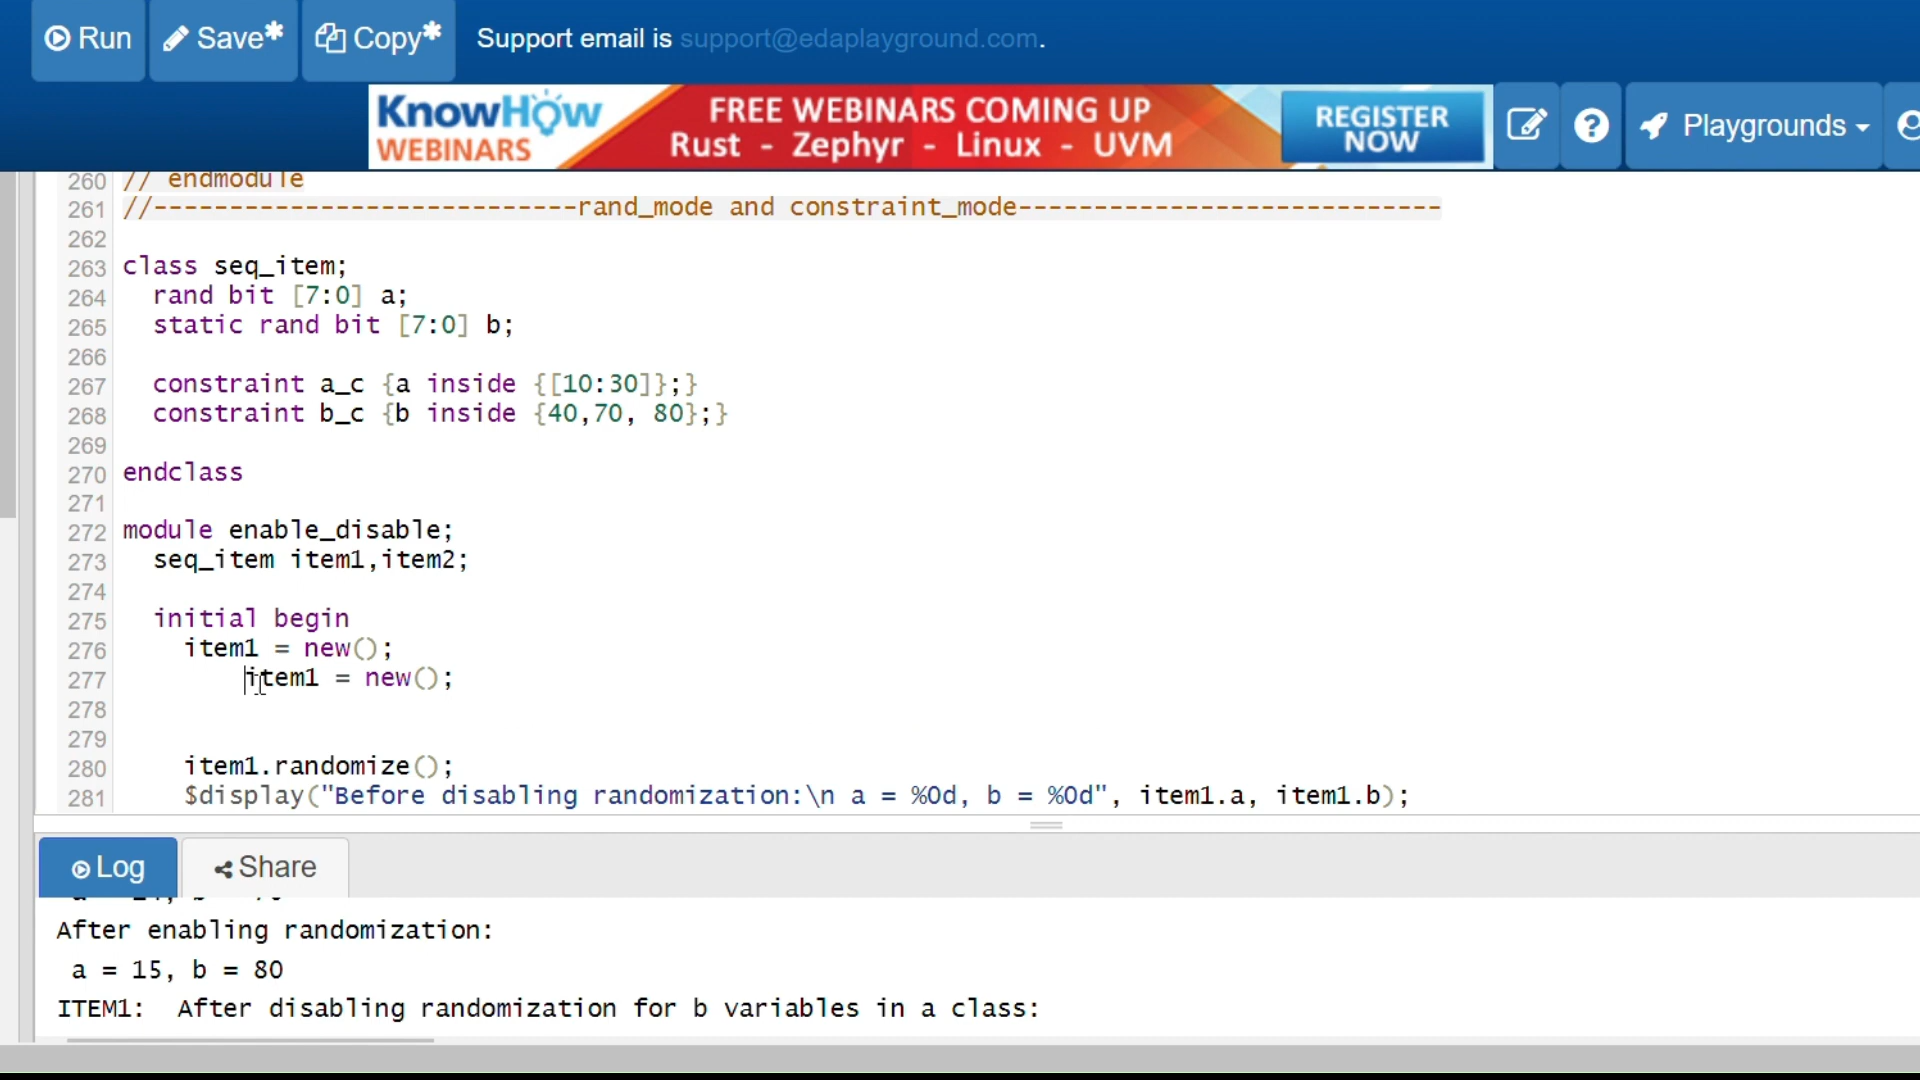 Run Save* Copy* Support email is support@edaplayground.com.
KnowHow WEBINARS
FREE WEBINARS COMING UP
Rust - Zephyr - Linux - UVM
REGISTER NOW
Playgrounds
260 // endmodule
261 //----------------------------rand_mode and constraint_mode----------------------------
262
263 class seq_item;
264 rand bit [7:0] a;
265 static rand bit [7:0] b;
266
267 constraint a_c {a inside {[10:30]};}
268 constraint b_c {b inside {40,70, 80};}
269
270 endclass
271
272 module enable_disable;
273 seq_item item1,item2;
274
275 initial begin
276 item1 = new();
277 item1 = new();
278
279
280 item1.randomize();
281 $display("Before disabling randomization:\n a = %0d, b = %0d", item1.a, item1.b);
Log Share
After enabling randomization:
a = 15, b = 80
ITEM1: After disabling randomization for b variables in a class: